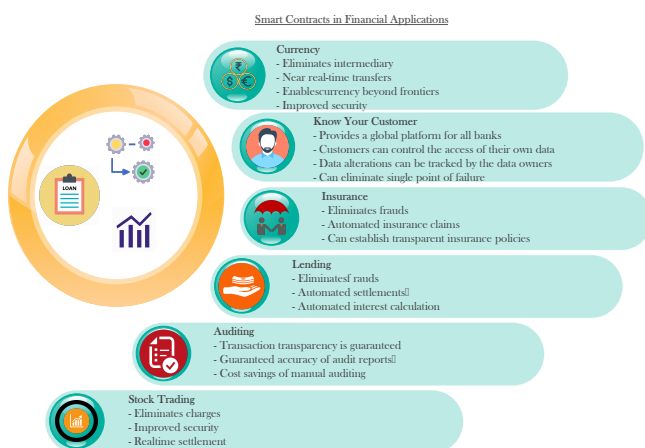 Smart Contracts in Financial Applications
Currency
- Eliminates intermediary
- Near real-time transfers
- Enablescurrency beyond frontiers
- Improved security
Know Your Customer
- Provides a global platform for all banks
- Customers can control the access of their own data
- Data alterations can be tracked by the data owners
- Can eliminate single point of failure
LOAN
Insurance
- Eliminates frauds
- Automated insurance claims
- Can establish transparent insurance policies
Lending
- Eliminatesf rauds
- Automated settlements▯
- Automated interest calculation
Auditing
- Transaction transparency is guaranteed
- Guaranteed accuracy of audit reports▯
- Cost savings of manual auditing
Stock Trading
- Eliminates charges
- Improved security
- Realtime settlement